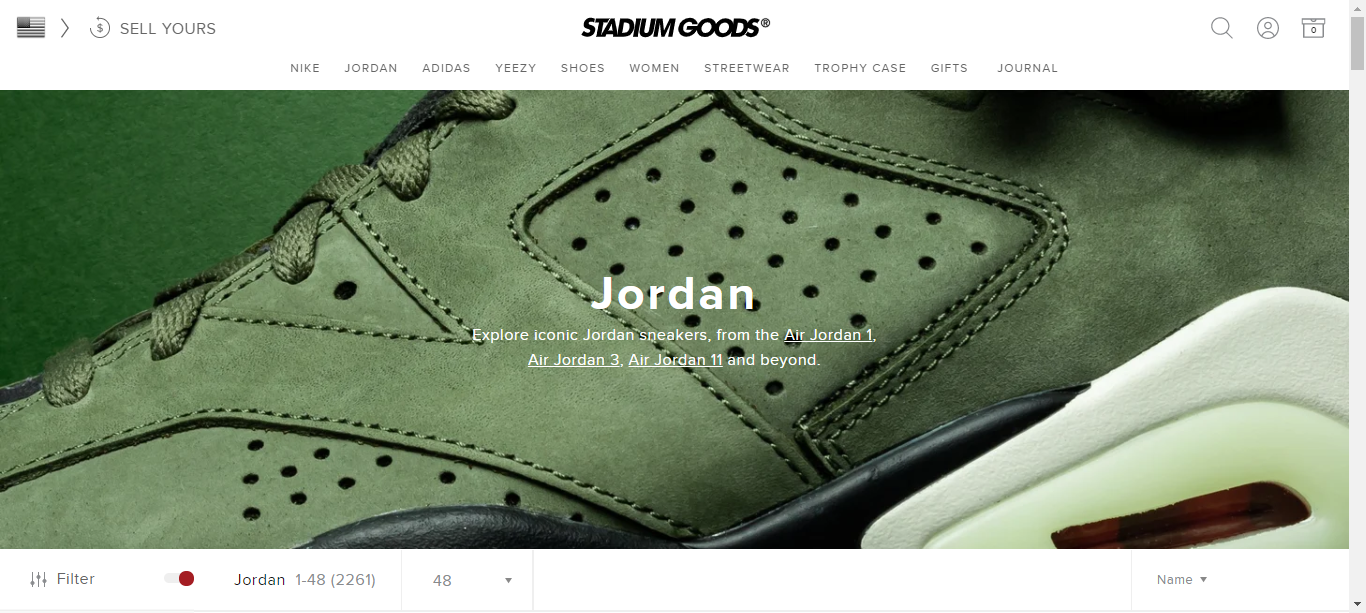 SELL YOURS
STADIUM GOODS®
0
NIKE JORDAN ADIDAS YEEZY SHOES WOMEN STREETWEAR TROPHY CASE GIFTS JOURNAL
Jordan
Explore iconic Jordan sneakers, from the Air Jordan 1,
Air Jordan 3, Air Jordan 11 and beyond.
Filter Jordan 1-48 (2261) 48 Name